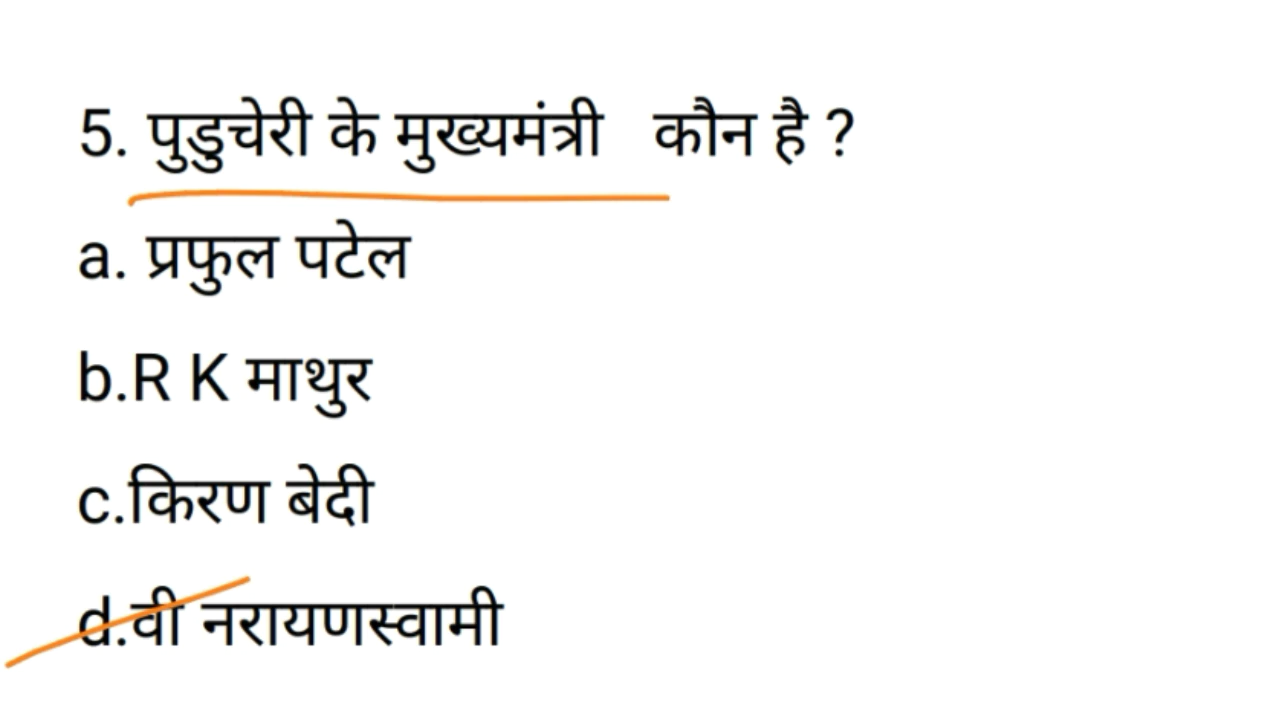 5. पुडुचेरी के मुख्यमंत्री कौन है ?
a. प्रफुल पटेल
b.R K माथुर
c.किरण बेदी
d.वी नरायणस्वामी